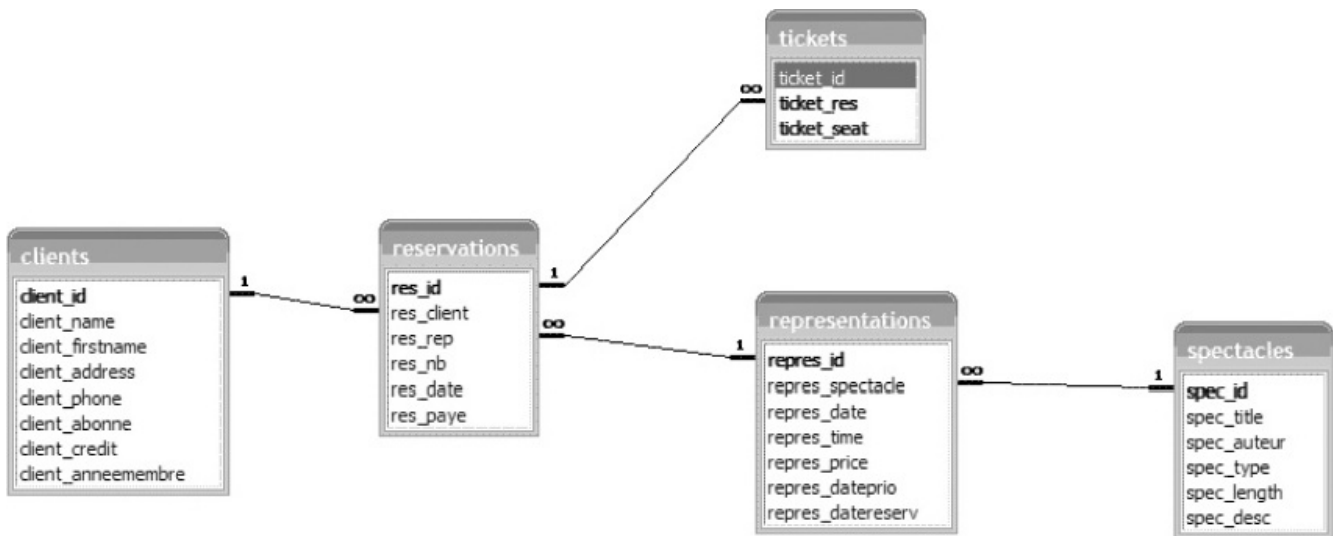 tickets
ticket_id
ticket_res
ticket_seat
∞
clients
client_id
client_name
client_firstname
client_address
client_phone
client_abonne
client_credit
client_anneemembre
1
∞
reservations
res_id
res_client
res_rep
res_nb
res_date
res_paye
1
∞
1
representations
repres_id
repres_spectacle
repres_date
repres_time
repres_price
repres_dateprio
repres_datereserv
∞
1
spectacles
spec_id
spec_title
spec_auteur
spec_type
spec_length
spec_desc